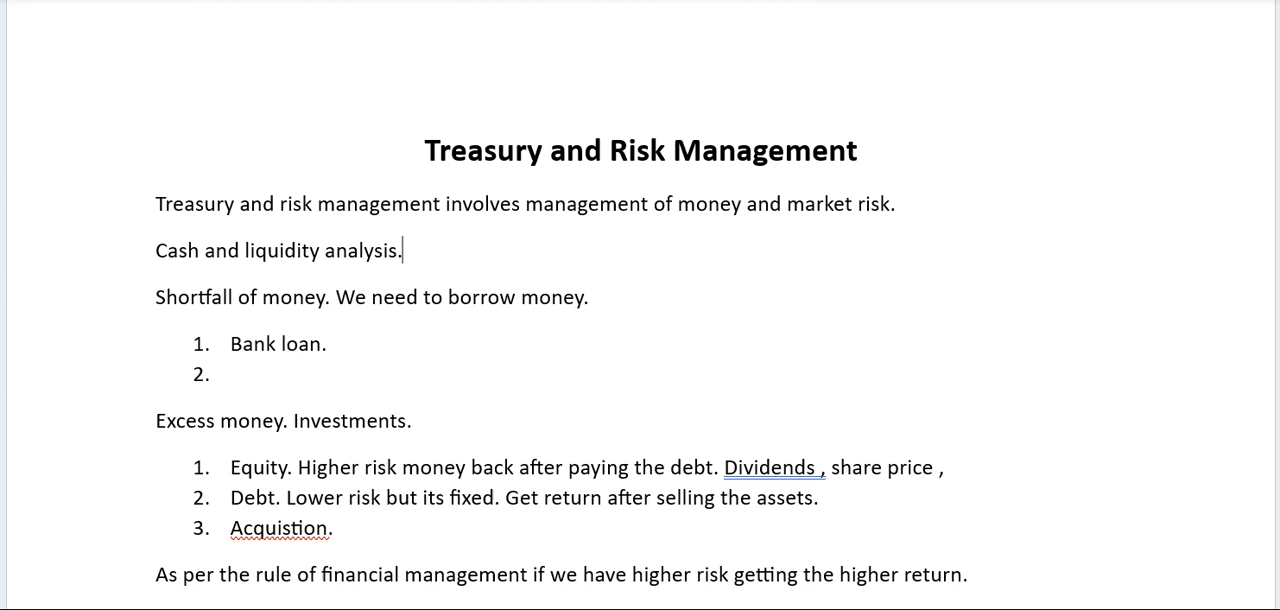 Treasury and Risk Management
Treasury and risk management involves management of money and market risk.
Cash and liquidity analysis.
Shortfall of money. We need to borrow money.
1. Bank loan.
2.
Excess money. Investments.
1. Equity. Higher risk money back after paying the debt. Dividends , share price ,
2. Debt. Lower risk but its fixed. Get return after selling the assets.
3. Acquistion.
As per the rule of financial management if we have higher risk getting the higher return.